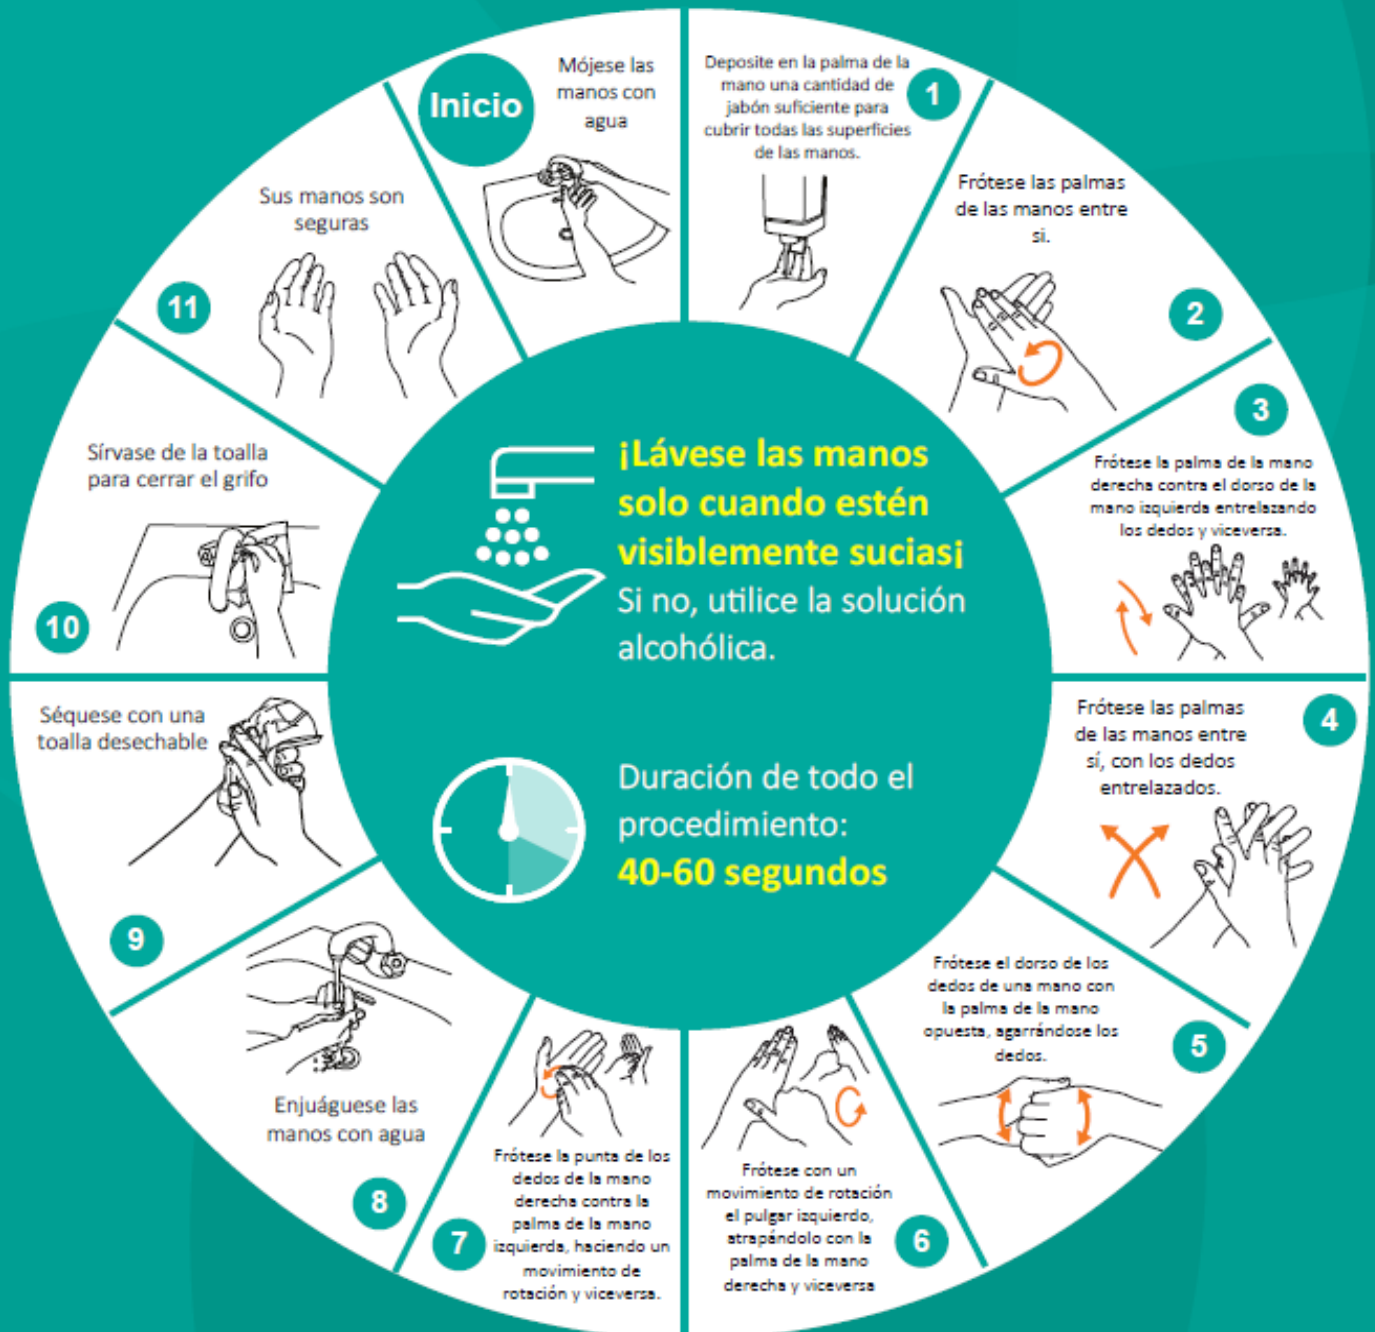 Inicio
Mójese las
manos con
agua
Deposite en la palma de la
mano una cantidad de
jabón suficiente para
cubrir todas las superficies
de las manos.
1
Frótese las palmas
de las manos entre
si.
2
3
Frótese la palma de la mano
derecha contra el dorso de la
mano izquierda entrelazando
los dedos y viceversa.
4
Frótese las palmas
de las manos entre
sí, con los dedos
entrelazados.
Frótese el dorso de los
dedos de una mano con
la palma de la mano
opuesta, agarrándose los
dedos.
5
Frótese con un
movimiento de rotación
el pulgar izquierdo,
atrapándolo con la
palma de la mano
derecha y viceversa
6
Frótese la punta de los
dedos de la mano
derecha contra la
palma de la mano
izquierda, haciendo un
movimiento de
rotación y viceversa.
7
Enjuáguese las
manos con agua
8
Séquese con una
toalla desechable
9
Sírvase de la toalla
para cerrar el grifo
10
Sus manos son
seguras
11
¡Lávese las manos
solo cuando estén
visiblemente sucias¡
Si no, utilice la solución
alcohólica.
Duración de todo el
procedimiento:
40-60 segundos